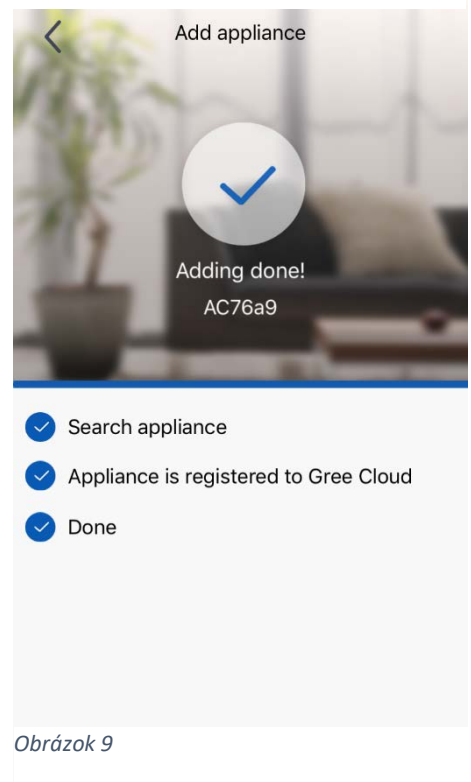 Add appliance
Adding done!
AC76a9
Search appliance
Appliance is registered to Gree Cloud
Done
Obrázok 9